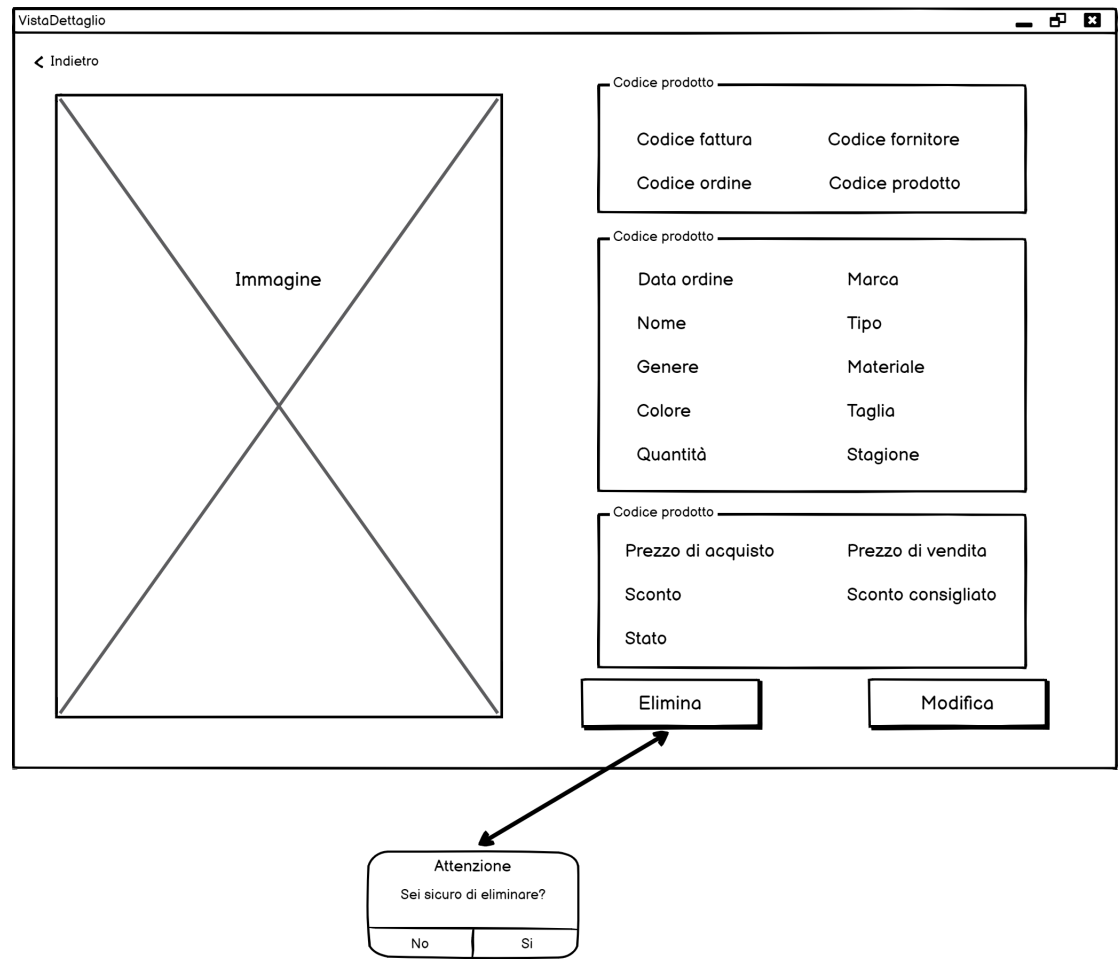 VistaDettaglio
Indietro
Immagine
Codice prodotto
Codice fattura Codice fornitore
Codice ordine Codice prodotto
Codice prodotto
Data ordine Marca
Nome Tipo
Genere Materiale
Colore Taglia
Quantità Stagione
Codice prodotto
Prezzo di acquisto Prezzo di vendita
Sconto Sconto consigliato
Stato
Elimina Modifica
Attenzione
Sei sicuro di eliminare?
No Si